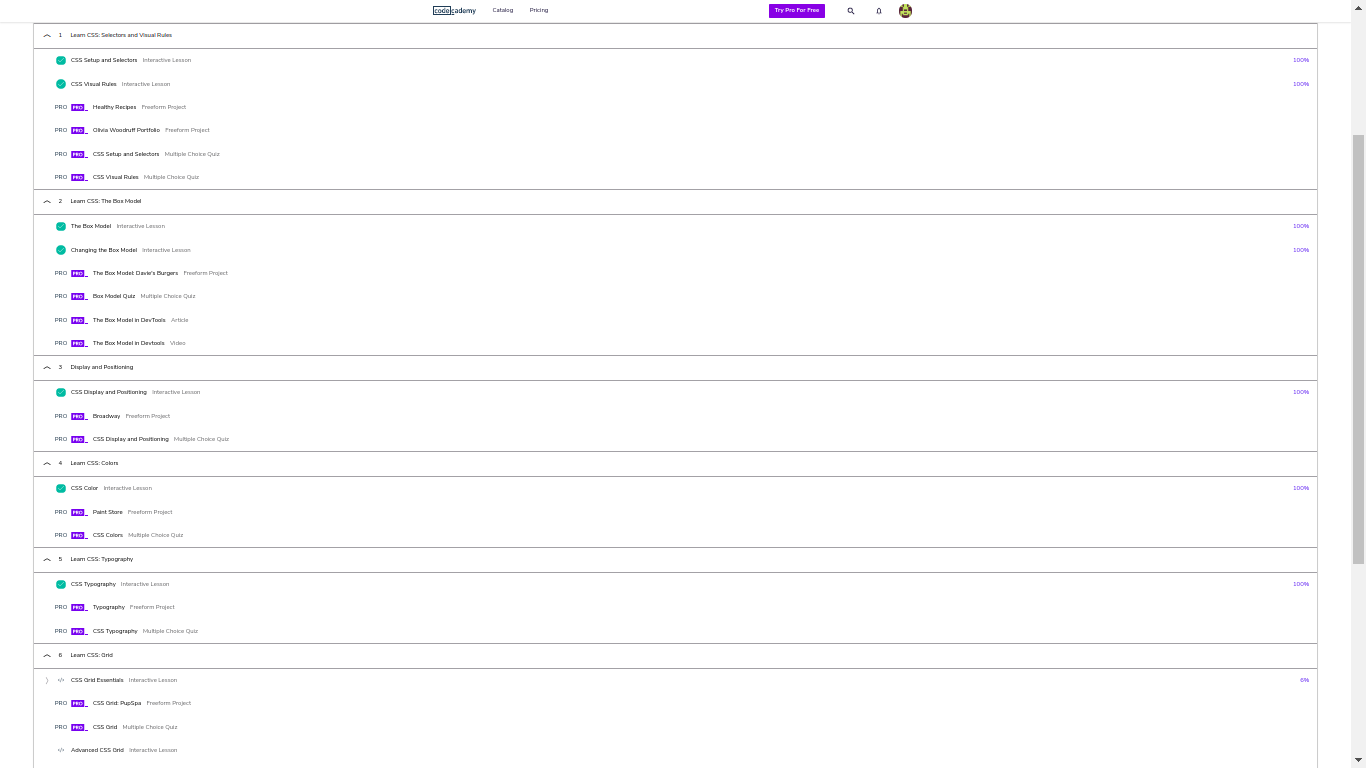 codecademy Catalog Pricing Try Pro For Free
1 Learn CSS: Selectors and Visual Rules
CSS Setup and Selectors Interactive Lesson 100%
CSS Visual Rules Interactive Lesson 100%
PRO PRO Healthy Recipes Freeform Project
PRO PRO Olivia Woodruff Portfolio Freeform Project
PRO PRO CSS Setup and Selectors Multiple Choice Quiz
PRO PRO CSS Visual Rules Multiple Choice Quiz
2 Learn CSS: The Box Model
The Box Model Interactive Lesson 100%
Changing the Box Model Interactive Lesson 100%
PRO PRO The Box Model: Davie's Burgers Freeform Project
PRO PRO Box Model Quiz Multiple Choice Quiz
PRO PRO The Box Model in DevTools Article
PRO PRO The Box Model in Devtools Video
3 Display and Positioning
CSS Display and Positioning Interactive Lesson 100%
PRO PRO Broadway Freeform Project
PRO PRO CSS Display and Positioning Multiple Choice Quiz
4 Learn CSS: Colors
CSS Color Interactive Lesson 100%
PRO PRO Paint Store Freeform Project
PRO PRO CSS Colors Multiple Choice Quiz
5 Learn CSS: Typography
CSS Typography Interactive Lesson 100%
PRO PRO Typography Freeform Project
PRO PRO CSS Typography Multiple Choice Quiz
6 Learn CSS: Grid
</> CSS Grid Essentials Interactive Lesson 6%
PRO PRO CSS Grid: PupSpa Freeform Project
PRO PRO CSS Grid Multiple Choice Quiz
</> Advanced CSS Grid Interactive Lesson